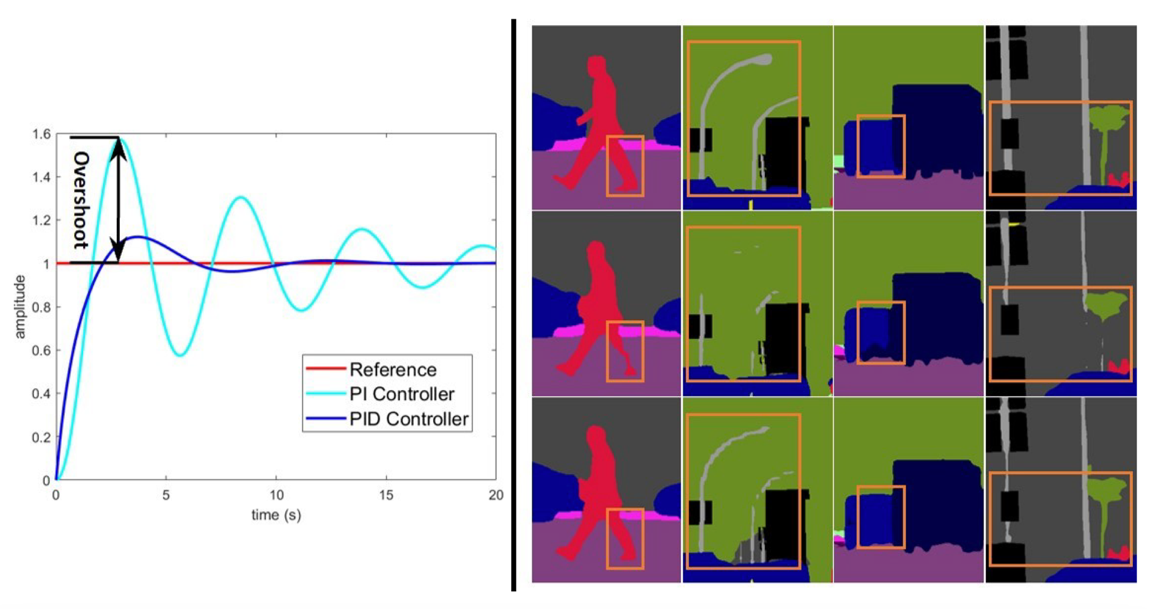 1.6
1.4
1.2
1
0.8
0.6
0.4
0.2
0
amplitude
Overshoot
Reference
PI Controller
PID Controller
0 5 10 15 20
time (s)